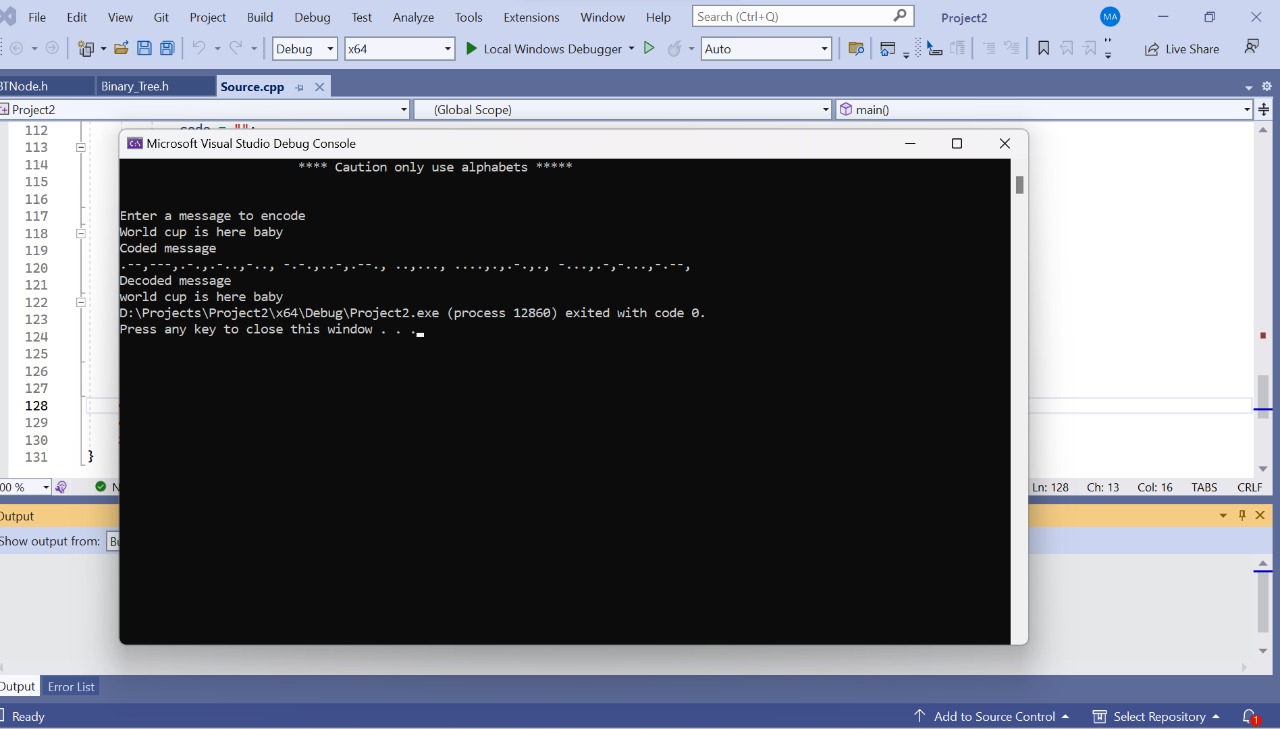 File Edit View Git Project Build Debug Test Analyze Tools Extensions Window Help Search (Ctrl+Q) Project2 MA
Debug x64 Local Windows Debugger Auto Live Share
BTNode.h Binary_Tree.h Source.cpp
Project2 (Global Scope) main()
112 code = "";
Microsoft Visual Studio Debug Console
113
**** Caution only use alphabets *****
114
115
116
117
Enter a message to encode
118
World cup is here baby
119
Coded message
120
.--,---,.-.,.-..,-.., -.-.,..-,.--., ..,..., ....,.,.-.,., -...,.-,-...,-.--,
121
Decoded message
122
world cup is here baby
123
D:\Projects\Project2\x64\Debug\Project2.exe (process 12860) exited with code 0.
124
Press any key to close this window . . .
125
126
127
128
129
130
131 }
00 % N Ln: 128 Ch: 13 Col: 16 TABS CRLF
Output
Show output from: Bu
Output Error List
Ready Add to Source Control Select Repository 1